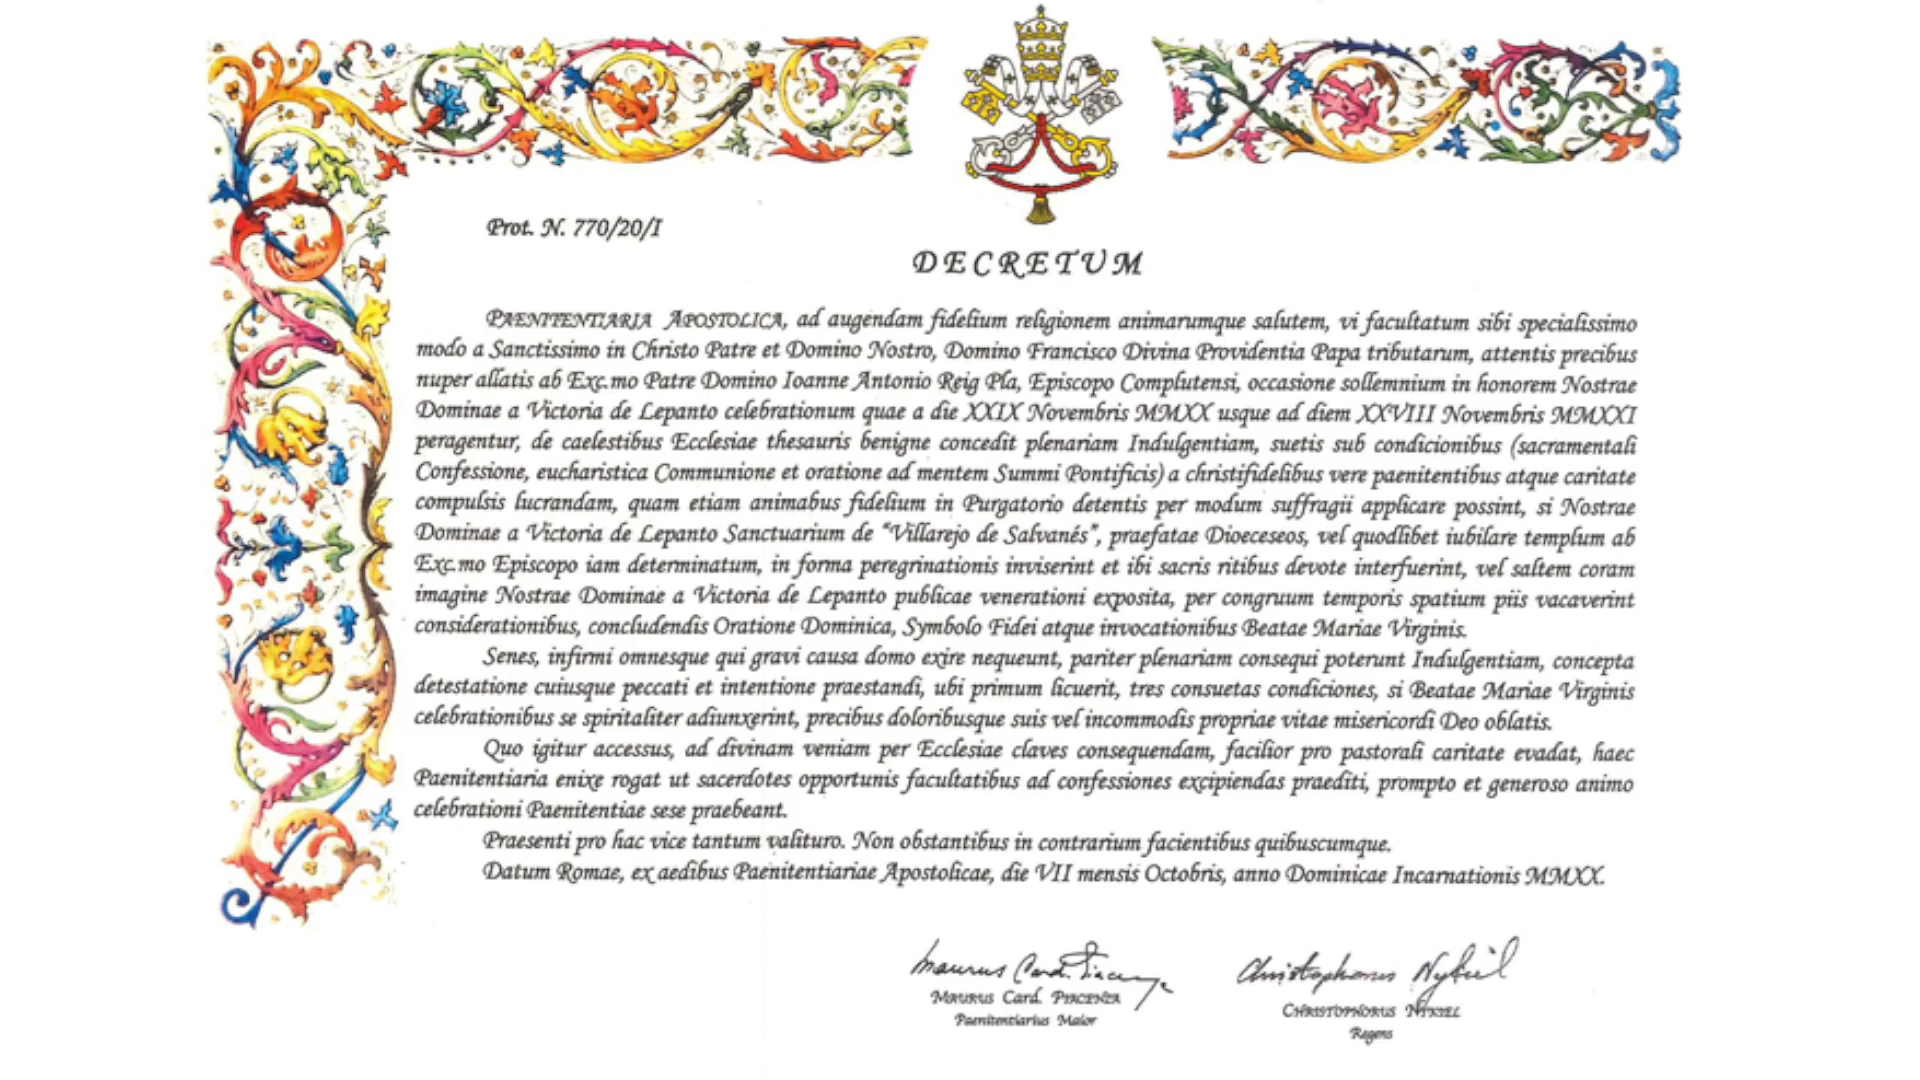 Prot. N. 770/20/I
DECRETUM
PAENITENTIARIA APOSTOLICA, ad augendam fidelium religionem animarumque salutem, vi facultatum sibi specialissimo
modo a Sanctissimo in Christo Patre et Domino Nostro, Domino Francisco Divina Providentia Papa tributarum, attentis precibus
nuper allatis ab Exc.mo Patre Domino Ioanne Antonio Reig Pla, Episcopo Complutensi, occasione sollemnium in honorem Nostrae
Dominae a Victoria de Lepanto celebrationum quae a die XXIX Novembris MMXX usque ad diem XXVIII Novembris MMXXI
peragentur, de caelestibus Ecclesiae thesauris benigne concedit plenariam Indulgentiam, suetis sub condicionibus (sacramentali
Confessione, eucharistica Communione et oratione ad mentem Summi Pontificis) a christifidelibus vere paenitentibus atque caritate
compulsis lucrandam, quam etiam animabus fidelium in Purgatorio detentis per modum suffragii applicare possint, si Nostrae
Dominae a Victoria de Lepanto Sanctuarium de “Villarejo de Salvanés”, praefatae Dioeceseos, vel quodlibet iubilare templum ab
Exc.mo Episcopo iam determinatum, in forma peregrinationis inviserint et ibi sacris ritibus devote interfuerint, vel saltem coram
imagine Nostrae Dominae a Victoria de Lepanto publicae venerationi exposita, per congruum temporis spatium piis vacaverint
considerationibus, concludendis Oratione Dominica, Symbolo Fidei atque invocationibus Beatae Mariae Virginis.
Senes, infirmi omnesque qui gravi causa domo exire nequeunt, pariter plenariam consequi poterunt Indulgentiam, concepta
detestatione cuiusque peccati et intentione praestandi, ubi primum licuerit, tres consuetas condiciones, si Beatae Mariae Virginis
celebrationibus se spiritaliter adiunxerint, precibus doloribusque suis vel incommodis propriae vitae misericordi Deo oblatis.
Quo igitur accessus, ad divinam veniam per Ecclesiae claves consequendam, facilior pro pastorali caritate evadat, haec
Paenitentiaria enixe rogat ut sacerdotes opportunis facultatibus ad confessiones excipiendas praediti, prompto et generoso animo
celebrationi Paenitentiae sese praebeant.
Praesenti pro hac vice tantum valituro. Non obstantibus in contrarium facientibus quibuscumque.
Datum Romae, ex aedibus Paenitentiariae Apostolicae, die VII mensis Octobris, anno Dominicae Incarnationis MMXX.
Maurus Card. Piacenza Christophorus Nykiel
MAURUS Card. PIACENZA CHRISTOPHORUS NYKIEL
Paenitentiarius Maior Regens